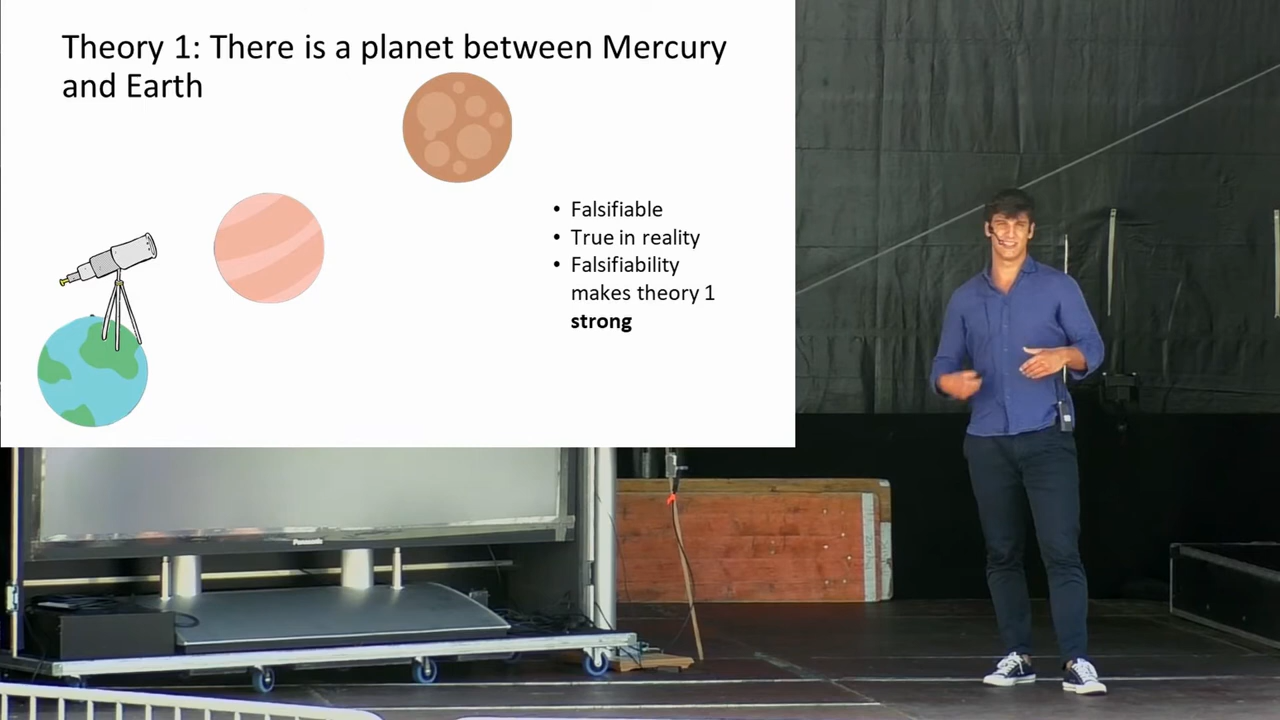 Theory 1: There is a planet between Mercury
and Earth
• Falsifiable
• True in reality
• Falsifiability
makes theory 1
strong